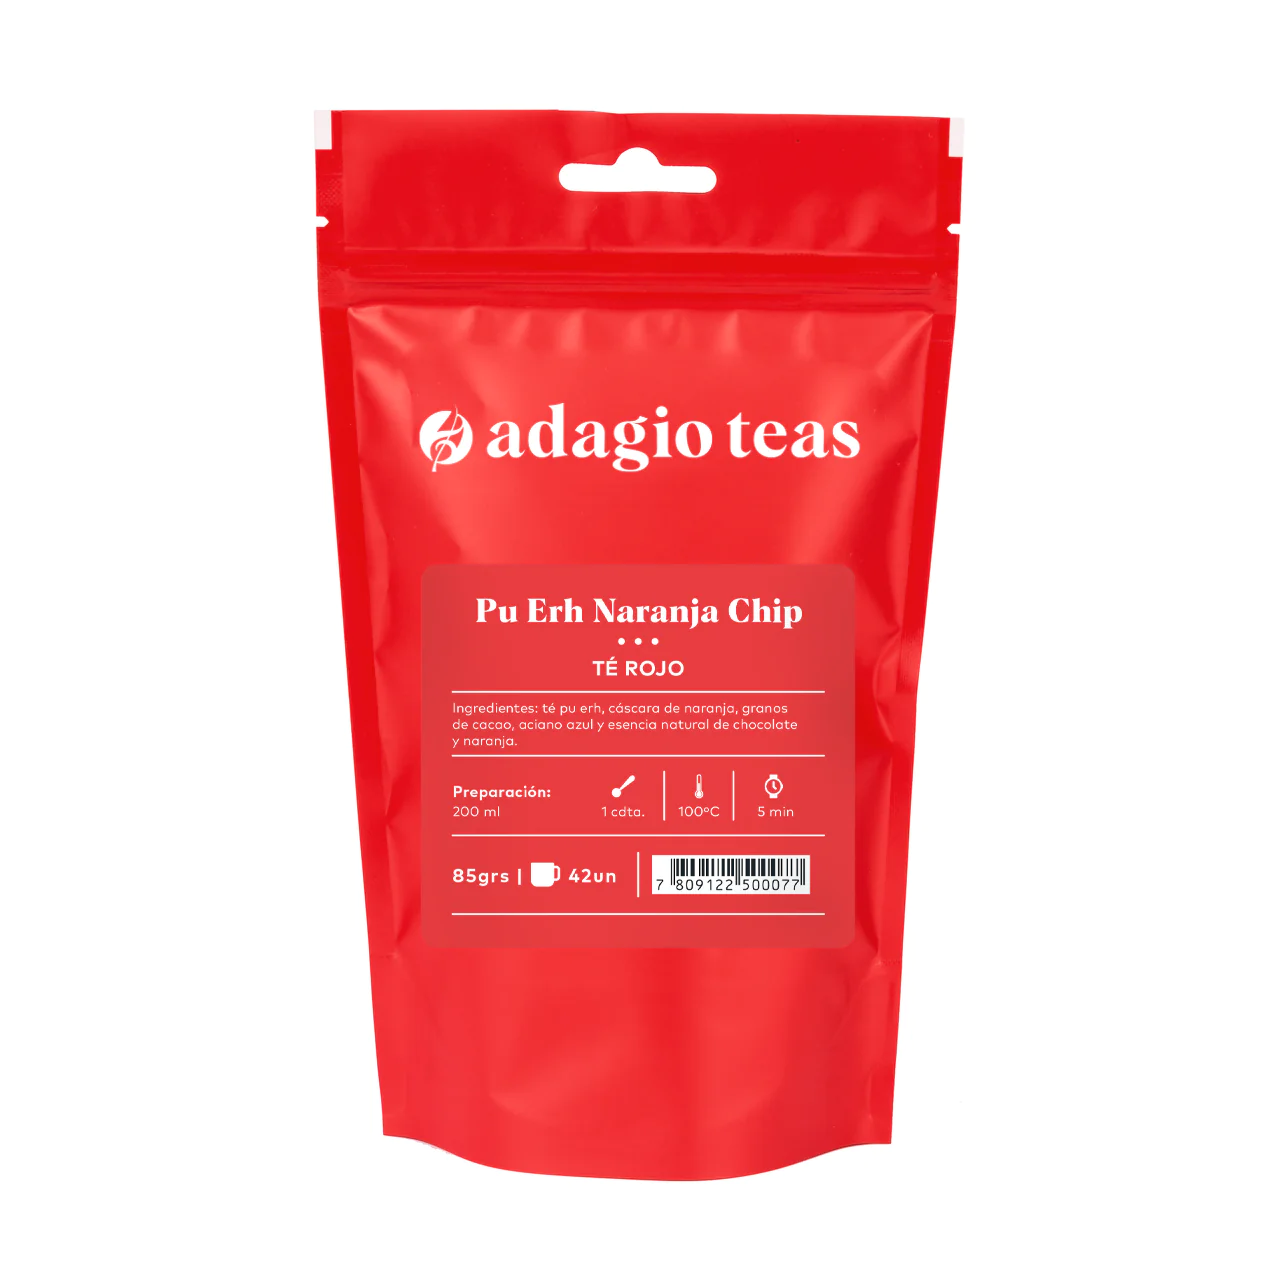 adagio teas
Pu Erh Naranja Chip
TÉ ROJO
Ingredientes: té pu erh, cáscara de naranja, granos
de cacao, aciano azul y esencia natural de chocolate
y naranja.
Preparación:
200 ml
1 cdta.
100°C
5 min
85grs | 42un
7 809122 500077